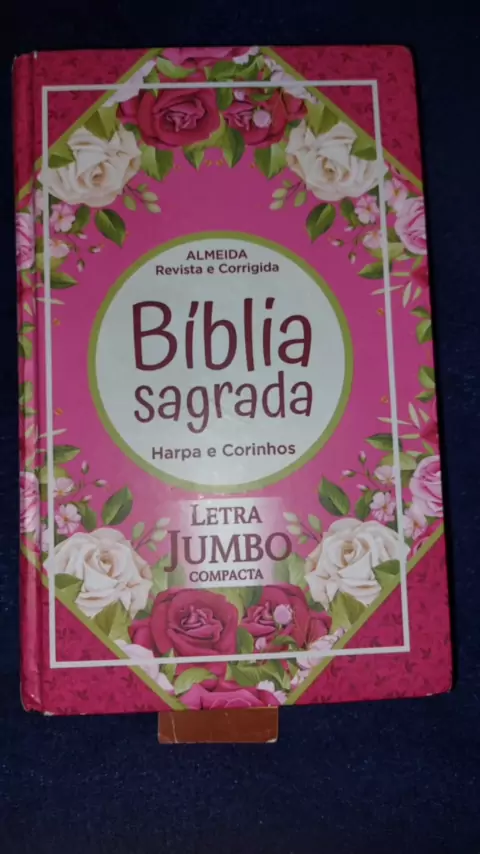 ALMEIDA
Revista e Corrigida
Bíblia
sagrada
Harpa e Corinhos
LETRA
JUMBO
COMPACTA